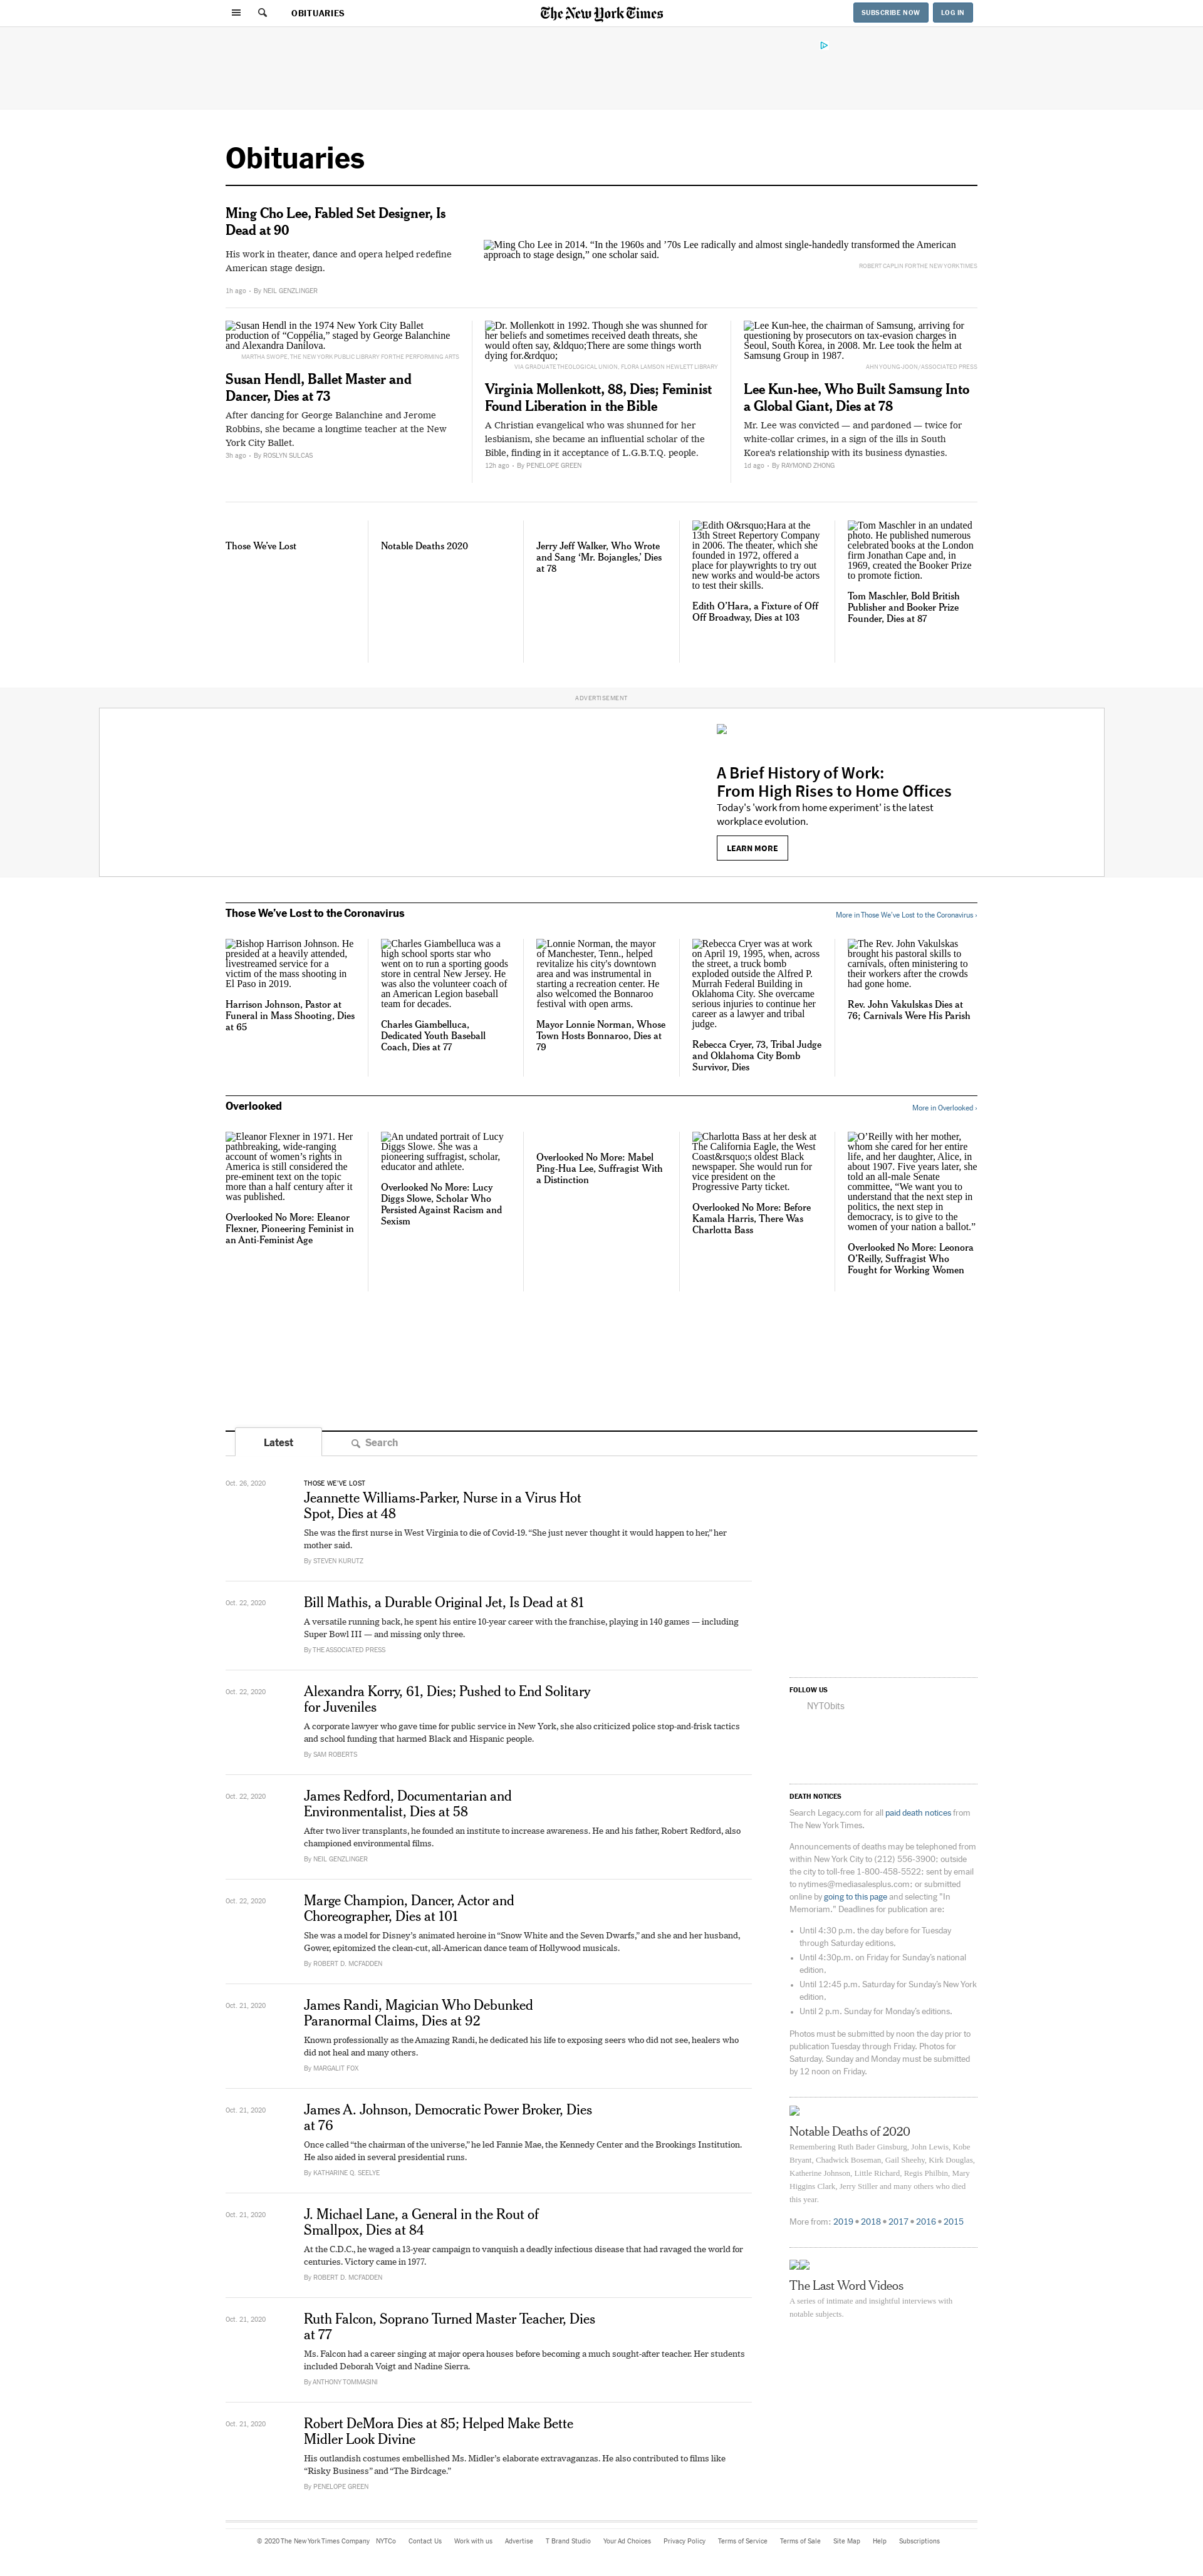 OBITUARIES
The New York Times
SUBSCRIBE NOW
LOG IN
Obituaries
Ming Cho Lee, Fabled Set Designer, Is
Dead at 90
His work in theater, dance and opera helped redefine
American stage design.
1h ago - By NEIL GENZLINGER
Ming Cho Lee in 2014. “In the 1960s and ’70s Lee radically and almost single-handedly transformed the American
approach to stage design,” one scholar said.
ROBERT CAPLIN FOR THE NEW YORK TIMES
Susan Hendl in the 1974 New York City Ballet
production of “Coppélia,” staged by George Balanchine
and Alexandra Danilova.
MARTHA SWOPE, THE NEW YORK PUBLIC LIBRARY FOR THE PERFORMING ARTS
Susan Hendl, Ballet Master and
Dancer, Dies at 73
After dancing for George Balanchine and Jerome
Robbins, she became a longtime teacher at the New
York City Ballet.
3h ago - By ROSLYN SULCAS
Dr. Mollenkott in 1992. Though she was shunned for
her beliefs and sometimes received death threats, she
would often say, &ldquo;There are some things worth
dying for.&rdquo;
VIA GRADUATE THEOLOGICAL UNION, FLORA LAMSON HEWLETT LIBRARY
Virginia Mollenkott, 88, Dies; Feminist
Found Liberation in the Bible
A Christian evangelical who was shunned for her
lesbianism, she became an influential scholar of the
Bible, finding in it acceptance of L.G.B.T.Q. people.
12h ago - By PENELOPE GREEN
Lee Kun-hee, the chairman of Samsung, arriving for
questioning by prosecutors on tax-evasion charges in
Seoul, South Korea, in 2008. Mr. Lee took the helm at
Samsung Group in 1987.
AHN YOUNG-JOON/ASSOCIATED PRESS
Lee Kun-hee, Who Built Samsung Into
a Global Giant, Dies at 78
Mr. Lee was convicted — and pardoned — twice for
white-collar crimes, in a sign of the ills in South
Korea’s relationship with its business dynasties.
1d ago - By RAYMOND ZHONG
Those We’ve Lost
Notable Deaths 2020
Jerry Jeff Walker, Who Wrote
and Sang ‘Mr. Bojangles,’ Dies
at 78
Edith O&rsquo;Hara at the
13th Street Repertory Company
in 2006. The theater, which she
founded in 1972, offered a
place for playwrights to try out
new works and would-be actors
to test their skills.
Edith O’Hara, a Fixture of Off
Off Broadway, Dies at 103
Tom Maschler in an undated
photo. He published numerous
celebrated books at the London
firm Jonathan Cape and, in
1969, created the Booker Prize
to promote fiction.
Tom Maschler, Bold British
Publisher and Booker Prize
Founder, Dies at 87
ADVERTISEMENT
A Brief History of Work:
From High Rises to Home Offices
Today's 'work from home experiment' is the latest
workplace evolution.
LEARN MORE
Those We’ve Lost to the Coronavirus
More in Those We’ve Lost to the Coronavirus ›
Bishop Harrison Johnson. He
presided at a heavily attended,
livestreamed service for a
victim of the mass shooting in
El Paso in 2019.
Harrison Johnson, Pastor at
Funeral in Mass Shooting, Dies
at 65
Charles Giambelluca was a
high school sports star who
went on to run a sporting goods
store in central New Jersey. He
was also the volunteer coach of
an American Legion baseball
team for decades.
Charles Giambelluca,
Dedicated Youth Baseball
Coach, Dies at 77
Lonnie Norman, the mayor
of Manchester, Tenn., helped
revitalize his city's downtown
area and was instrumental in
starting a recreation center. He
also welcomed the Bonnaroo
festival with open arms.
Mayor Lonnie Norman, Whose
Town Hosts Bonnaroo, Dies at
79
Rebecca Cryer was at work
on April 19, 1995, when, across
the street, a truck bomb
exploded outside the Alfred P.
Murrah Federal Building in
Oklahoma City. She overcame
serious injuries to continue her
career as a lawyer and tribal
judge.
Rebecca Cryer, 73, Tribal Judge
and Oklahoma City Bomb
Survivor, Dies
The Rev. John Vakulskas
brought his pastoral skills to
carnivals, often ministering to
their workers after the crowds
had gone home.
Rev. John Vakulskas Dies at
76; Carnivals Were His Parish
Overlooked
More in Overlooked ›
Eleanor Flexner in 1971. Her
pathbreaking, wide-ranging
account of women’s rights in
America is still considered the
pre-eminent text on the topic
more than a half century after it
was published.
Overlooked No More: Eleanor
Flexner, Pioneering Feminist in
an Anti-Feminist Age
An undated portrait of Lucy
Diggs Slowe. She was a
pioneering suffragist, scholar,
educator and athlete.
Overlooked No More: Lucy
Diggs Slowe, Scholar Who
Persisted Against Racism and
Sexism
Overlooked No More: Mabel
Ping-Hua Lee, Suffragist With
a Distinction
Charlotta Bass at her desk at
The California Eagle, the West
Coast&rsquo;s oldest Black
newspaper. She would run for
vice president on the
Progressive Party ticket.
Overlooked No More: Before
Kamala Harris, There Was
Charlotta Bass
O’Reilly with her mother,
whom she cared for her entire
life, and her daughter, Alice, in
about 1907. Five years later, she
told an all-male Senate
committee, “We want you to
understand that the next step in
politics, the next step in
democracy, is to give to the
women of your nation a ballot.”
Overlooked No More: Leonora
O’Reilly, Suffragist Who
Fought for Working Women
Latest
Search
Oct. 26, 2020
THOSE WE’VE LOST
Jeannette Williams-Parker, Nurse in a Virus Hot
Spot, Dies at 48
She was the first nurse in West Virginia to die of Covid-19. “She just never thought it would happen to her,” her
mother said.
By STEVEN KURUTZ
Oct. 22, 2020
Bill Mathis, a Durable Original Jet, Is Dead at 81
A versatile running back, he spent his entire 10-year career with the franchise, playing in 140 games — including
Super Bowl III — and missing only three.
By THE ASSOCIATED PRESS
Oct. 22, 2020
Alexandra Korry, 61, Dies; Pushed to End Solitary
for Juveniles
A corporate lawyer who gave time for public service in New York, she also criticized police stop-and-frisk tactics
and school funding that harmed Black and Hispanic people.
By SAM ROBERTS
Oct. 22, 2020
James Redford, Documentarian and
Environmentalist, Dies at 58
After two liver transplants, he founded an institute to increase awareness. He and his father, Robert Redford, also
championed environmental films.
By NEIL GENZLINGER
Oct. 22, 2020
Marge Champion, Dancer, Actor and
Choreographer, Dies at 101
She was a model for Disney’s animated heroine in “Snow White and the Seven Dwarfs,” and she and her husband,
Gower, epitomized the clean-cut, all-American dance team of Hollywood musicals.
By ROBERT D. MCFADDEN
Oct. 21, 2020
James Randi, Magician Who Debunked
Paranormal Claims, Dies at 92
Known professionally as the Amazing Randi, he dedicated his life to exposing seers who did not see, healers who
did not heal and many others.
By MARGALIT FOX
Oct. 21, 2020
James A. Johnson, Democratic Power Broker, Dies
at 76
Once called “the chairman of the universe,” he led Fannie Mae, the Kennedy Center and the Brookings Institution.
He also aided in several presidential runs.
By KATHARINE Q. SEELYE
Oct. 21, 2020
J. Michael Lane, a General in the Rout of
Smallpox, Dies at 84
At the C.D.C., he waged a 13-year campaign to vanquish a deadly infectious disease that had ravaged the world for
centuries. Victory came in 1977.
By ROBERT D. MCFADDEN
Oct. 21, 2020
Ruth Falcon, Soprano Turned Master Teacher, Dies
at 77
Ms. Falcon had a career singing at major opera houses before becoming a much sought-after teacher. Her students
included Deborah Voigt and Nadine Sierra.
By ANTHONY TOMMASINI
Oct. 21, 2020
Robert DeMora Dies at 85; Helped Make Bette
Midler Look Divine
His outlandish costumes embellished Ms. Midler’s elaborate extravaganzas. He also contributed to films like
“Risky Business” and “The Birdcage.”
By PENELOPE GREEN
FOLLOW US
NYTObits
DEATH NOTICES
Search Legacy.com for all paid death notices from
The New York Times.
Announcements of deaths may be telephoned from
within New York City to (212) 556-3900; outside
the city to toll-free 1-800-458-5522; sent by email
to nytimes@mediasalesplus.com; or submitted
online by going to this page and selecting "In
Memoriam." Deadlines for publication are:
• Until 4:30 p.m. the day before for Tuesday
through Saturday editions.
• Until 4:30p.m. on Friday for Sunday’s national
edition.
• Until 12:45 p.m. Saturday for Sunday’s New York
edition.
• Until 2 p.m. Sunday for Monday’s editions.
Photos must be submitted by noon the day prior to
publication Tuesday through Friday. Photos for
Saturday, Sunday and Monday must be submitted
by 12 noon on Friday.
Notable Deaths of 2020
Remembering Ruth Bader Ginsburg, John Lewis, Kobe
Bryant, Chadwick Boseman, Gail Sheehy, Kirk Douglas,
Katherine Johnson, Little Richard, Regis Philbin, Mary
Higgins Clark, Jerry Stiller and many others who died
this year.
More from: 2019 • 2018 • 2017 • 2016 • 2015
The Last Word Videos
A series of intimate and insightful interviews with
notable subjects.
© 2020 The New York Times Company NYTCo Contact Us Work with us Advertise T Brand Studio Your Ad Choices Privacy Policy Terms of Service Terms of Sale Site Map Help Subscriptions